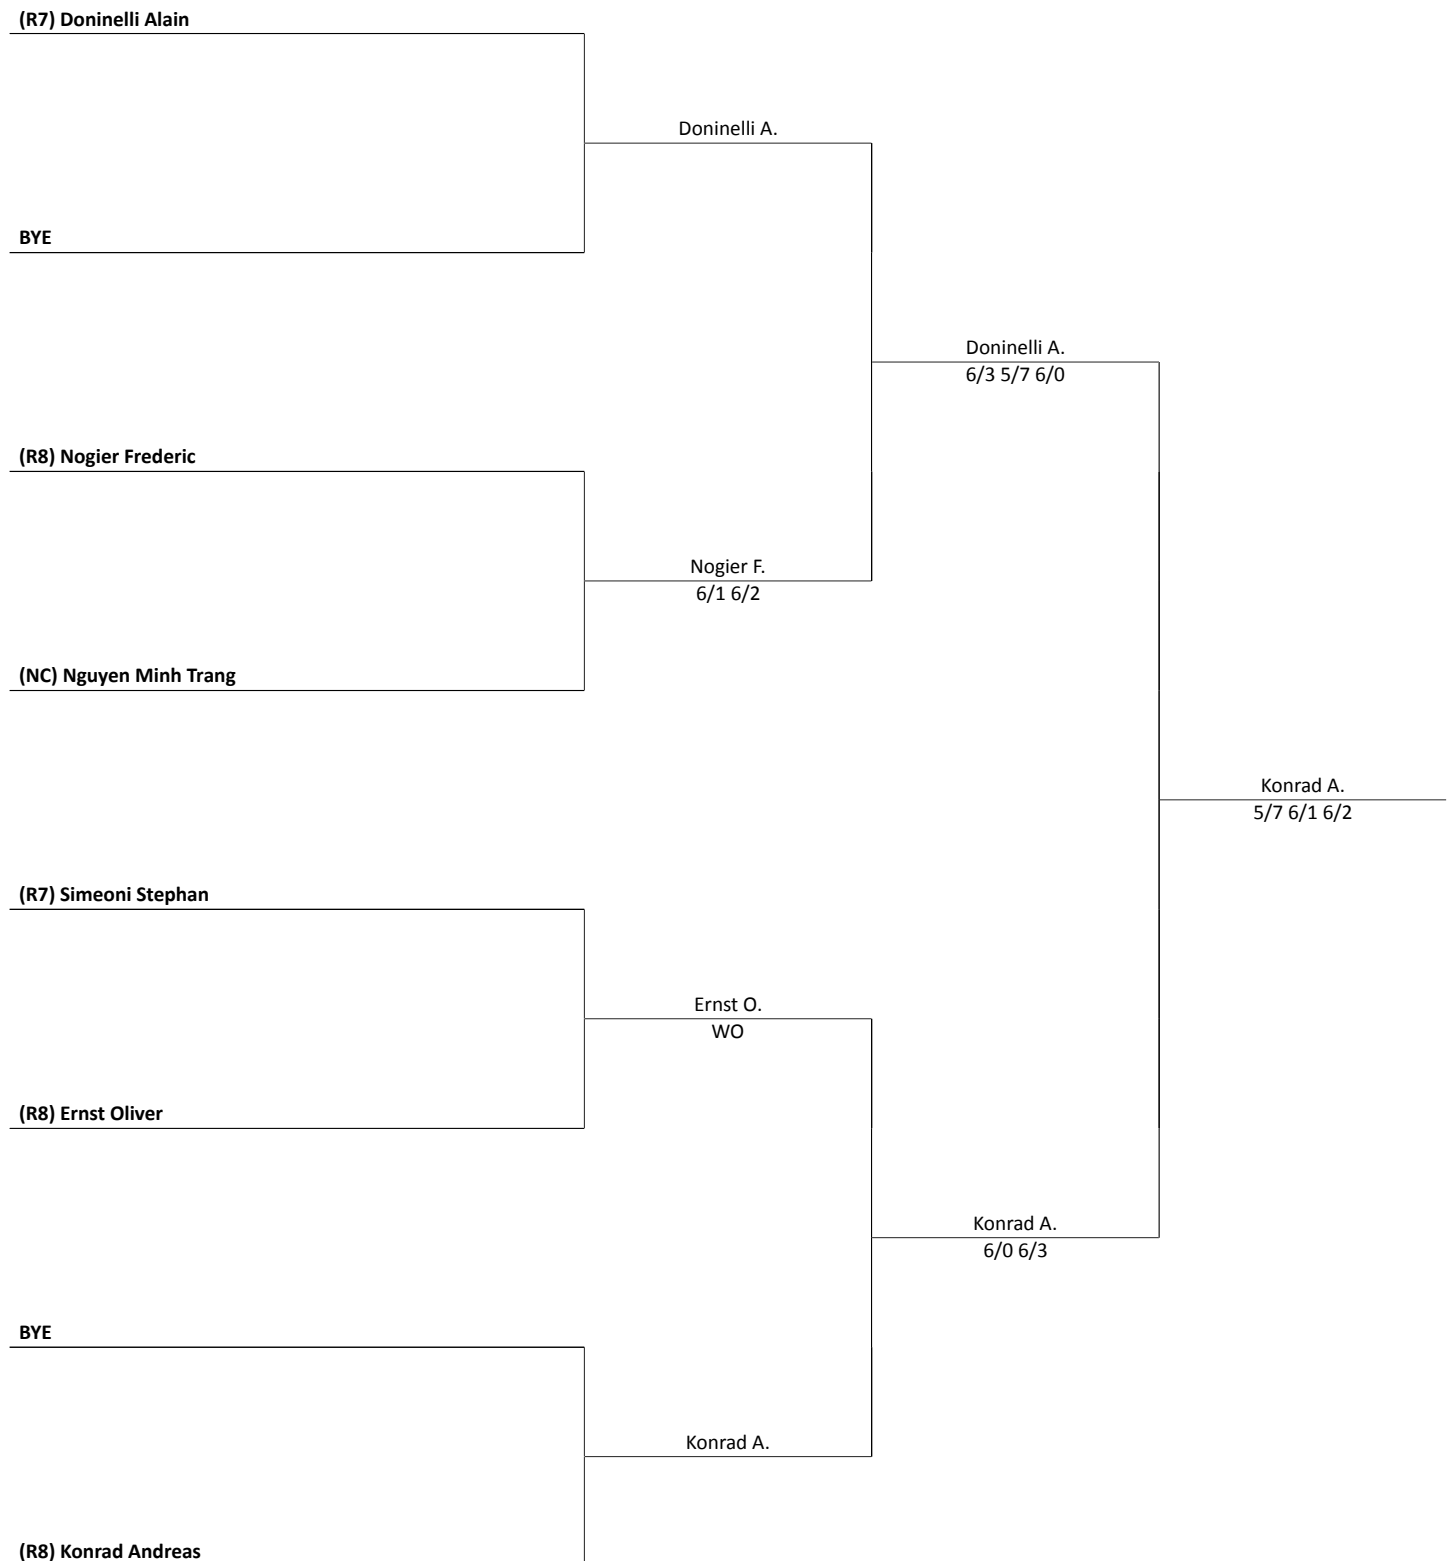 (R7) Doninelli Alain
Doninelli A.
BYE
Doninelli A.
6/3 5/7 6/0
(R8) Nogier Frederic
Nogier F.
6/1 6/2
(NC) Nguyen Minh Trang
Konrad A.
5/7 6/1 6/2
(R7) Simeoni Stephan
Ernst O.
WO
(R8) Ernst Oliver
Konrad A.
6/0 6/3
BYE
Konrad A.
(R8) Konrad Andreas